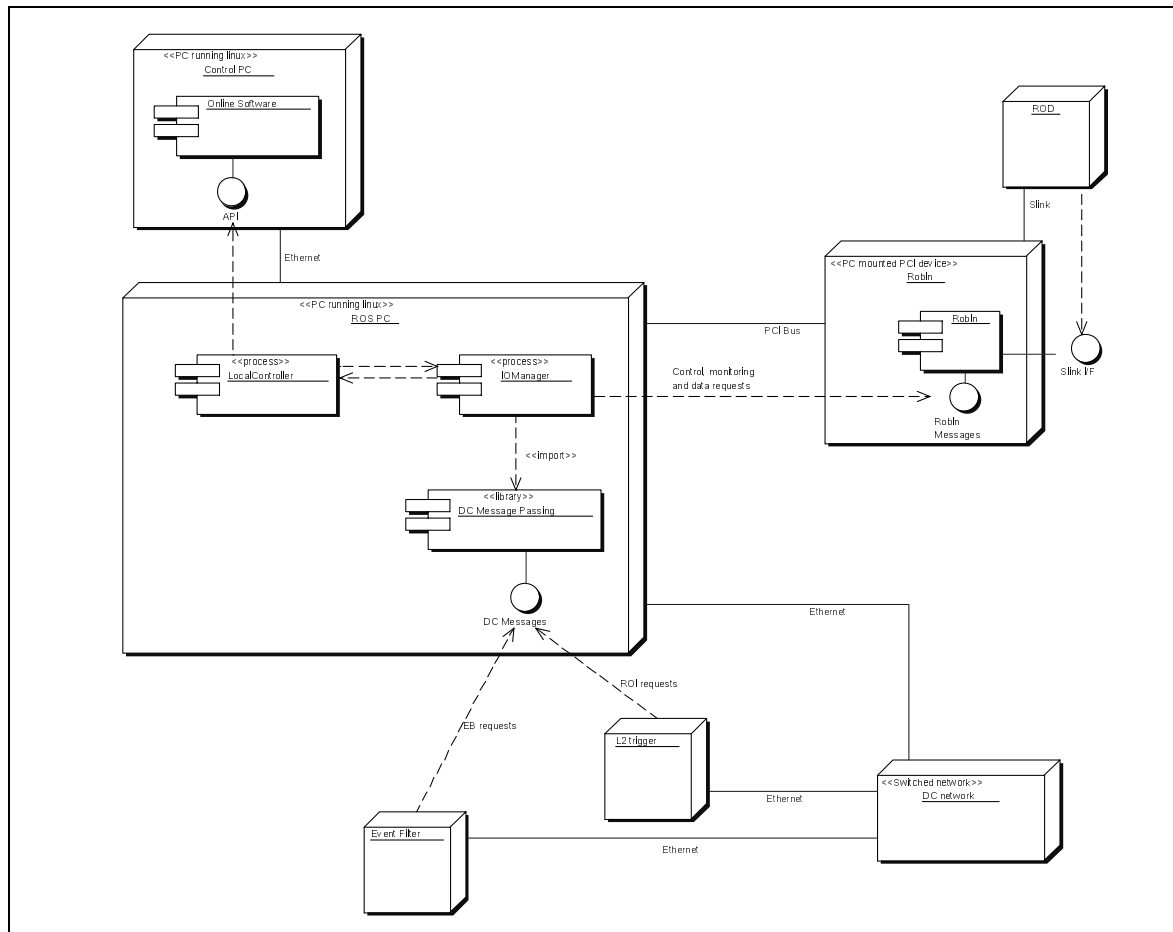 <<PC running linux>>
Control PC
Online Software
API
Ethernet
ROD
Slink
<<PC mounted PCI device>>
RobIn
RobIn
Slink I/F
RobIn
Messages
PCI Bus
<<PC running linux>>
ROS PC
<<process>>
LocalController
<<process>>
IOManager
Control, monitoring
and data requests
<<import>>
<<library>>
DC Message Passing
DC Messages
Ethernet
ROI requests
EB requests
L2 trigger
Ethernet
<<Switched network>>
DC network
Event Filter
Ethernet